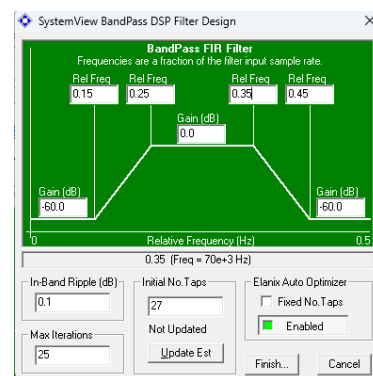 SystemView BandPass DSP Filter Design
BandPass FIR Filter
Frequencies are a fraction of the filter input sample rate.
Rel Freq Rel Freq Rel Freq Rel Freq
0.15 0.25 0.35 0.45
Gain (dB)
0.0
Gain (dB) Gain (dB)
-60.0 -60.0
0 Relative Frequency (Hz) 0.5
0.35 (Freq = 70e+3 Hz)
In-Band Ripple (dB) Initial No. Taps Elanix Auto Optimizer
0.1 27 Fixed No. Taps
Not Updated Enabled
Max Iterations
25 Update Est Finish... Cancel